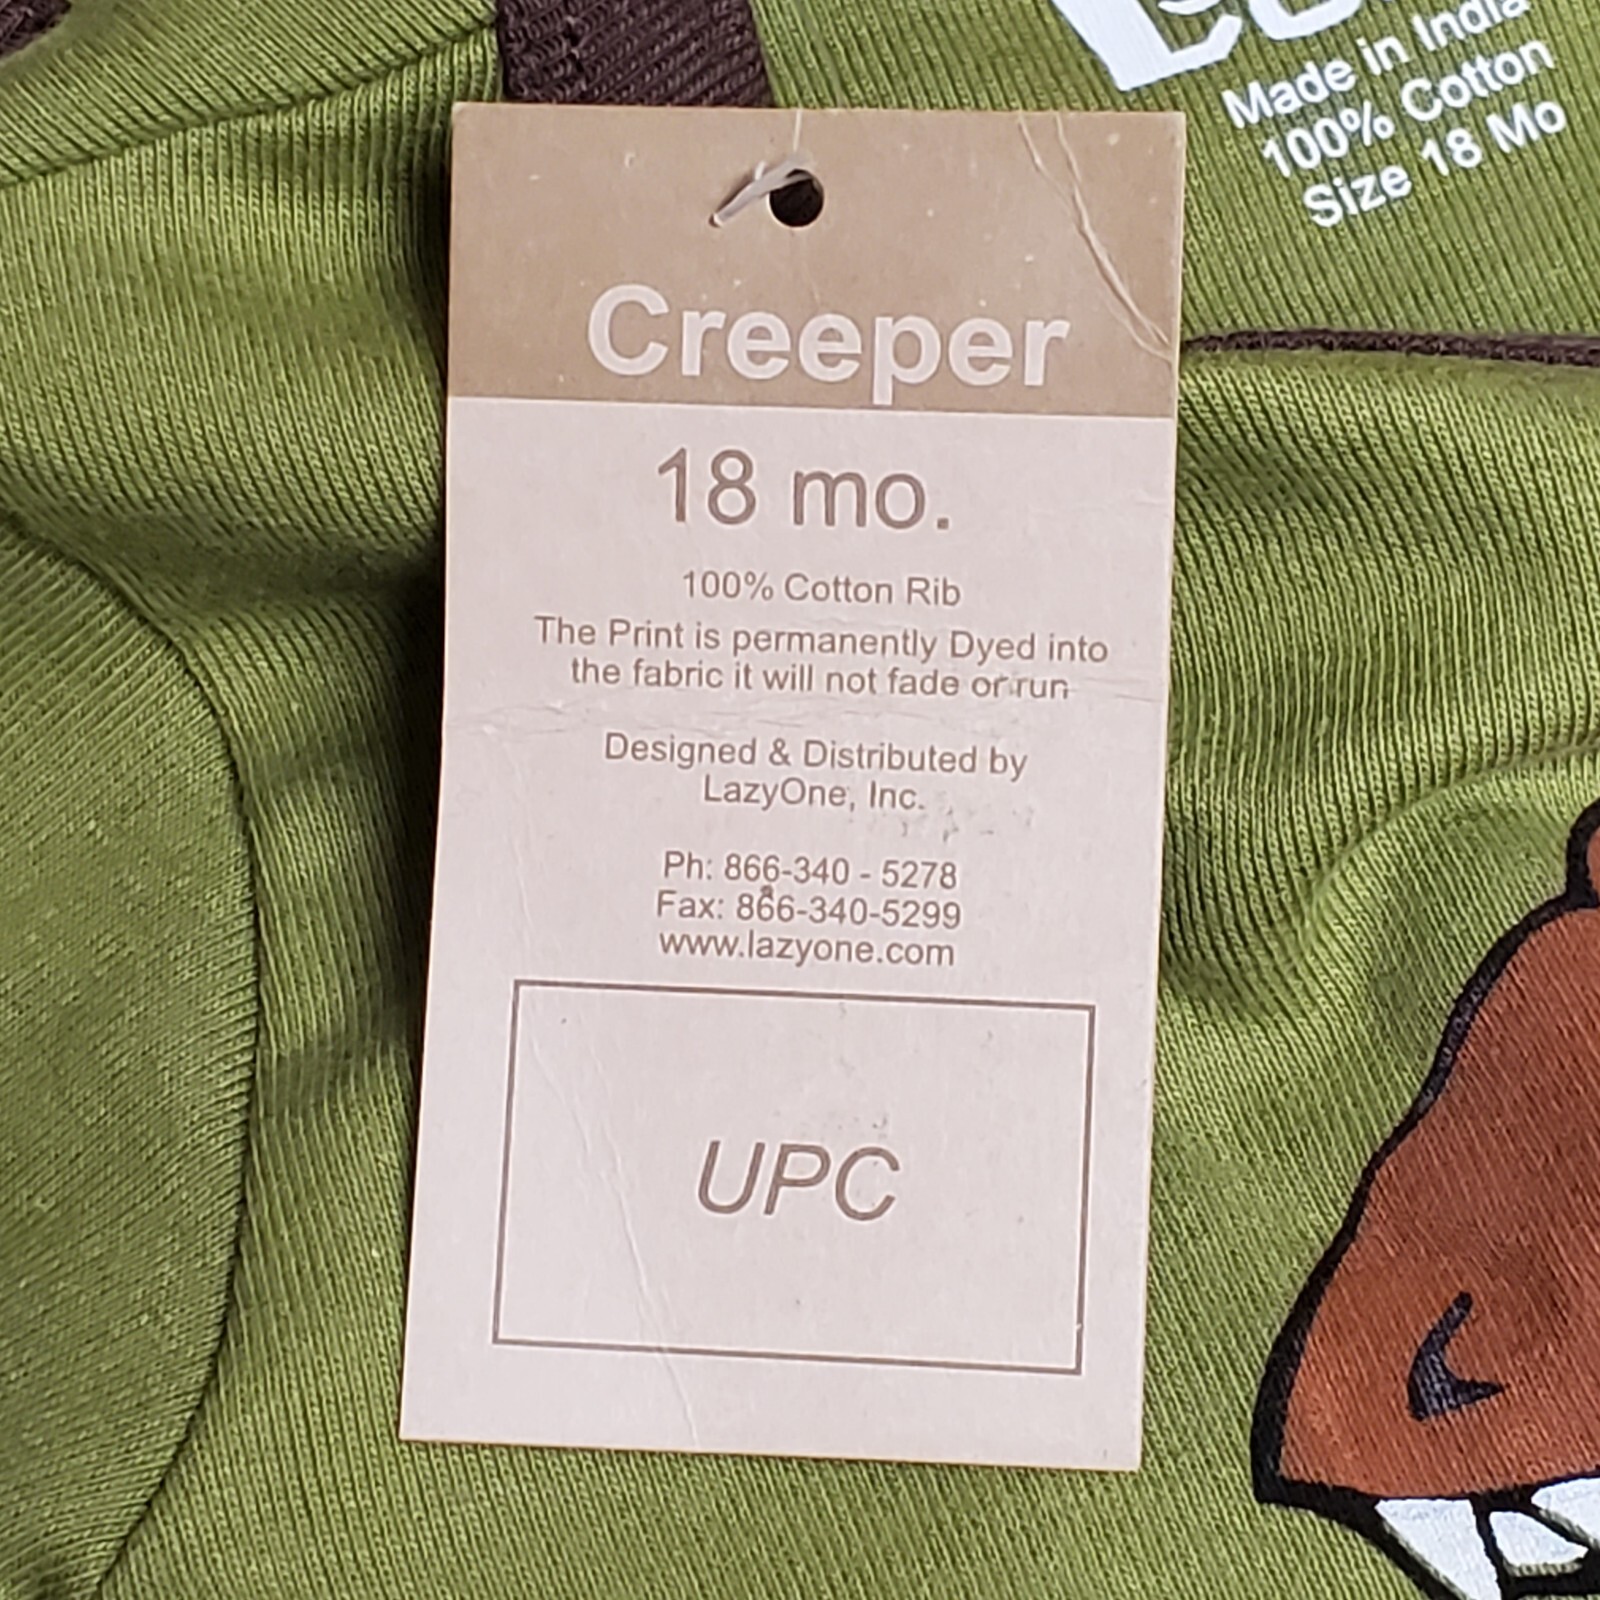 Made in India
100% Cotton
Size 18 Mo
Creeper
18 mo.
100% Cotton Rib
The Print is permanently Dyed into
the fabric it will not fade or run
Designed & Distributed by
LazyOne, Inc.
Ph: 866-340 - 5278
Fax: 866-340-5299
www.lazyone.com
UPC